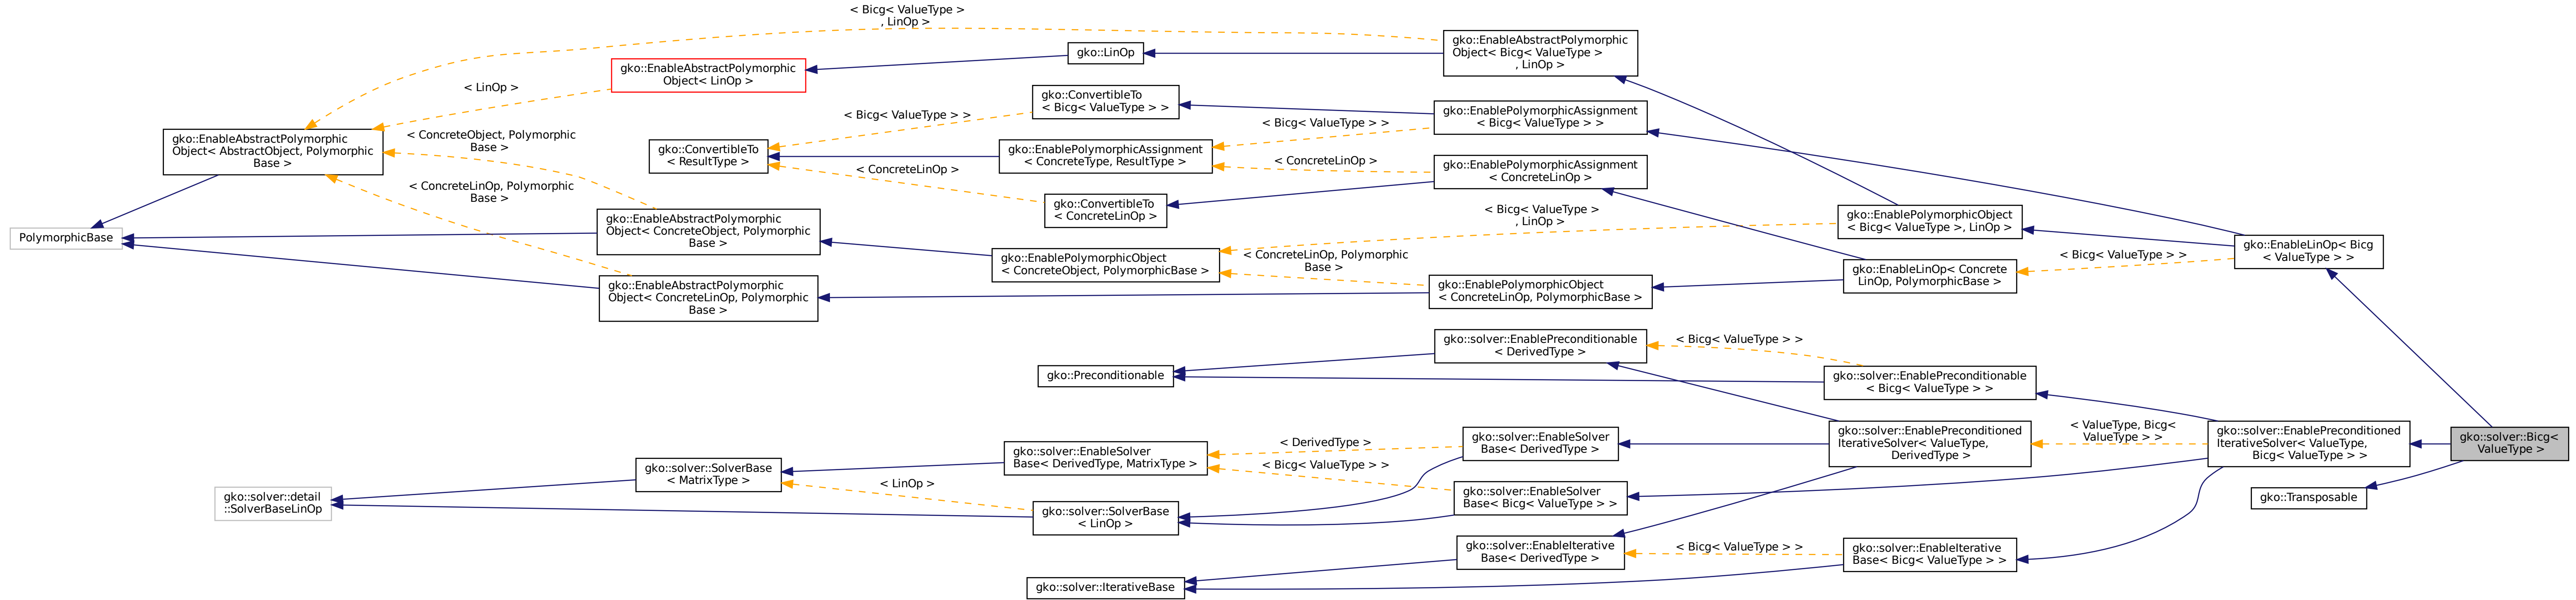 < Bicg< ValueType >
, LinOp >
gko::EnableAbstractPolymorphic
Object< Bicg< ValueType >
, LinOp >
gko::LinOp
gko::EnableAbstractPolymorphic
Object< LinOp >
< LinOp >
gko::ConvertibleTo
< Bicg< ValueType > >
gko::EnablePolymorphicAssignment
< Bicg< ValueType > >
< Bicg< ValueType > >
< Bicg< ValueType > >
gko::EnableAbstractPolymorphic
Object< AbstractObject, Polymorphic
Base >
< ConcreteObject, Polymorphic
Base >
gko::ConvertibleTo
< ResultType >
gko::EnablePolymorphicAssignment
< ConcreteType, ResultType >
< ConcreteLinOp >
gko::EnablePolymorphicAssignment
< ConcreteLinOp >
< ConcreteLinOp >
< ConcreteLinOp, Polymorphic
Base >
gko::ConvertibleTo
< ConcreteLinOp >
< Bicg< ValueType >
, LinOp >
gko::EnablePolymorphicObject
< Bicg< ValueType >, LinOp >
PolymorphicBase
gko::EnableAbstractPolymorphic
Object< ConcreteObject, Polymorphic
Base >
gko::EnablePolymorphicObject
< ConcreteObject, PolymorphicBase >
< ConcreteLinOp, Polymorphic
Base >
gko::EnableLinOp< Bicg
< ValueType > >
< Bicg< ValueType > >
gko::EnableLinOp< Concrete
LinOp, PolymorphicBase >
gko::EnableAbstractPolymorphic
Object< ConcreteLinOp, Polymorphic
Base >
gko::EnablePolymorphicObject
< ConcreteLinOp, PolymorphicBase >
gko::solver::EnablePreconditionable
< DerivedType >
< Bicg< ValueType > >
gko::Preconditionable
gko::solver::EnablePreconditionable
< Bicg< ValueType > >
gko::solver::EnableSolver
Base< DerivedType, MatrixType >
< DerivedType >
< Bicg< ValueType > >
gko::solver::EnableSolver
Base< DerivedType >
gko::solver::EnablePreconditioned
IterativeSolver< ValueType,
DerivedType >
< ValueType, Bicg<
ValueType > >
gko::solver::EnablePreconditioned
IterativeSolver< ValueType,
Bicg< ValueType > >
gko::solver::Bicg<
ValueType >
gko::solver::SolverBase
< MatrixType >
< LinOp >
gko::solver::detail
::SolverBaseLinOp
gko::solver::SolverBase
< LinOp >
gko::solver::EnableSolver
Base< Bicg< ValueType > >
gko::Transposable
gko::solver::EnableIterative
Base< DerivedType >
< Bicg< ValueType > >
gko::solver::EnableIterative
Base< Bicg< ValueType > >
gko::solver::IterativeBase